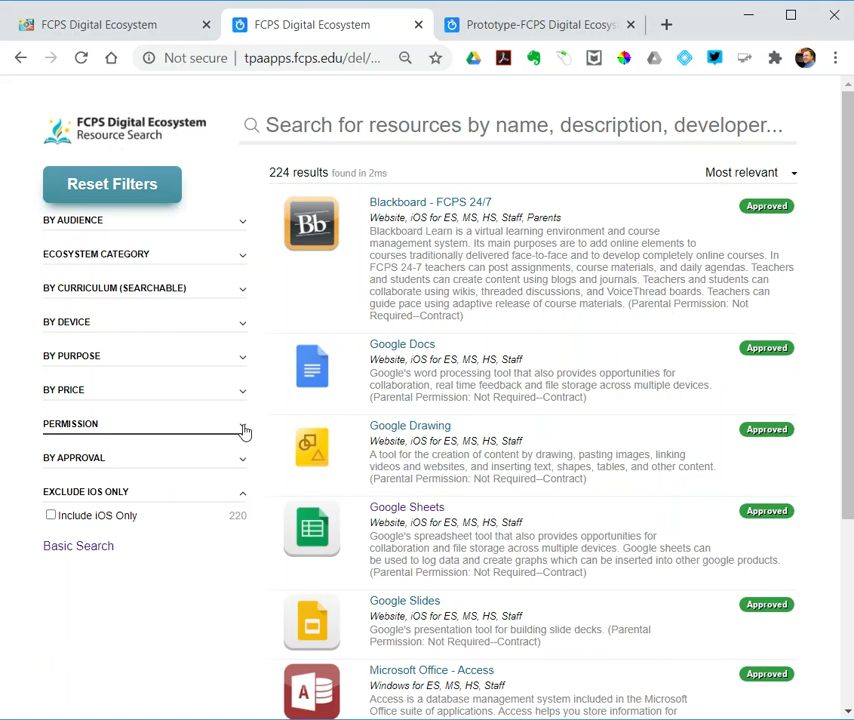 FCPS Digital Ecosystem
FCPS Digital Ecosystem
Prototype-FCPS Digital Ecosys
Not secure
tpaapps.fcps.edu/del/...
FCPS Digital Ecosystem
Resource Search
Search for resources by name, description, developer...
Reset Filters
224 results found in 2ms
Most relevant
BY AUDIENCE
ECOSYSTEM CATEGORY
BY CURRICULUM (SEARCHABLE)
BY DEVICE
BY PURPOSE
BY PRICE
PERMISSION
BY APPROVAL
EXCLUDE IOS ONLY
Include iOS Only 220
Basic Search
Bb
Blackboard - FCPS 24/7
Approved
Website, iOS for ES, MS, HS, Staff, Parents
Blackboard Learn is a virtual learning environment and course
management system. Its main purposes are to add online elements to
courses traditionally delivered face-to-face and to develop completely online courses. In
FCPS 24-7 teachers can post assignments, course materials, and daily agendas. Teachers
and students can create content using blogs and journals. Teachers and students can
collaborate using wikis, threaded discussions, and VoiceThread boards. Teachers can
guide pace using adaptive release of course materials. (Parental Permission: Not
Required--Contract)
Google Docs
Approved
Website, iOS for ES, MS, HS, Staff
Google's word processing tool that also provides opportunities for
collaboration, real time feedback and file storage across multiple devices.
(Parental Permission: Not Required--Contract)
Google Drawing
Approved
Website, iOS for ES, MS, HS, Staff
A tool for the creation of content by drawing, pasting images, linking
videos and websites, and inserting text, shapes, tables, and other content.
(Parental Permission: Not Required--Contract)
Google Sheets
Approved
Website, iOS for ES, MS, HS, Staff
Google's spreadsheet tool that also provides opportunities for
collaboration and file storage across multiple devices. Google sheets can
be used to log data and create graphs which can be inserted into other google products.
(Parental Permission: Not Required--Contract)
Google Slides
Approved
Website, iOS for ES, MS, HS, Staff
Google's presentation tool for building slide decks. (Parental
Permission: Not Required--Contract)
A
Microsoft Office - Access
Approved
Windows for ES, MS, HS, Staff
Access is a database management system included in the Microsoft
Office suite of applications. Access helps you store information for